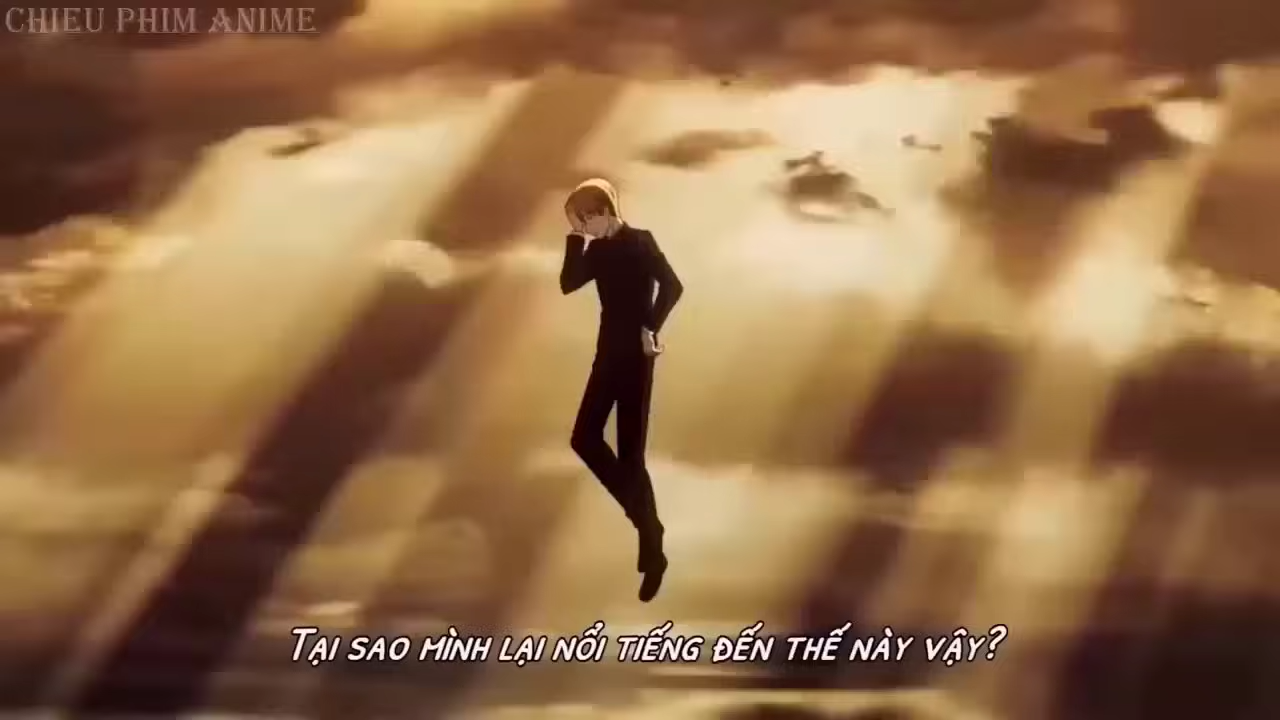 CHIEU PHIM ANIME
TẠI SAO MÌNH LẠI NỔI TIẾNG ĐẾN THẾ NÀY VẬY?